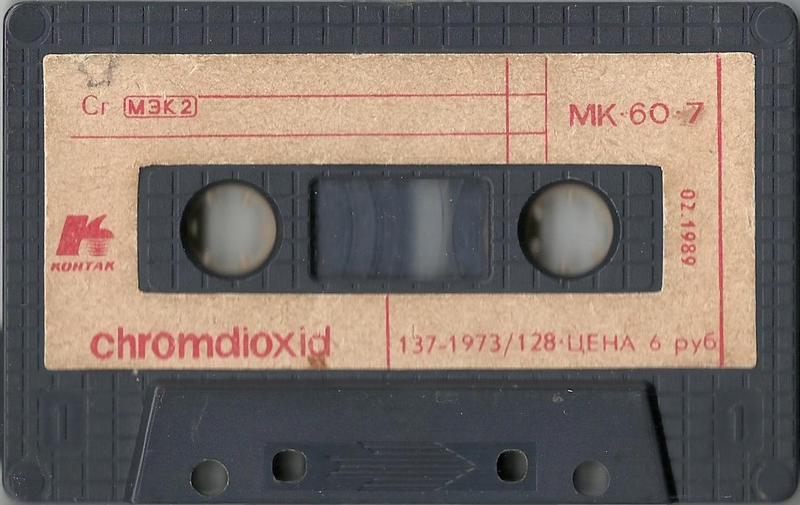 Cr МЭК2
МК-60-7
02.1989
КОНТАК
chromdioxid
137-1973/128·ЦЕНА 6 руб